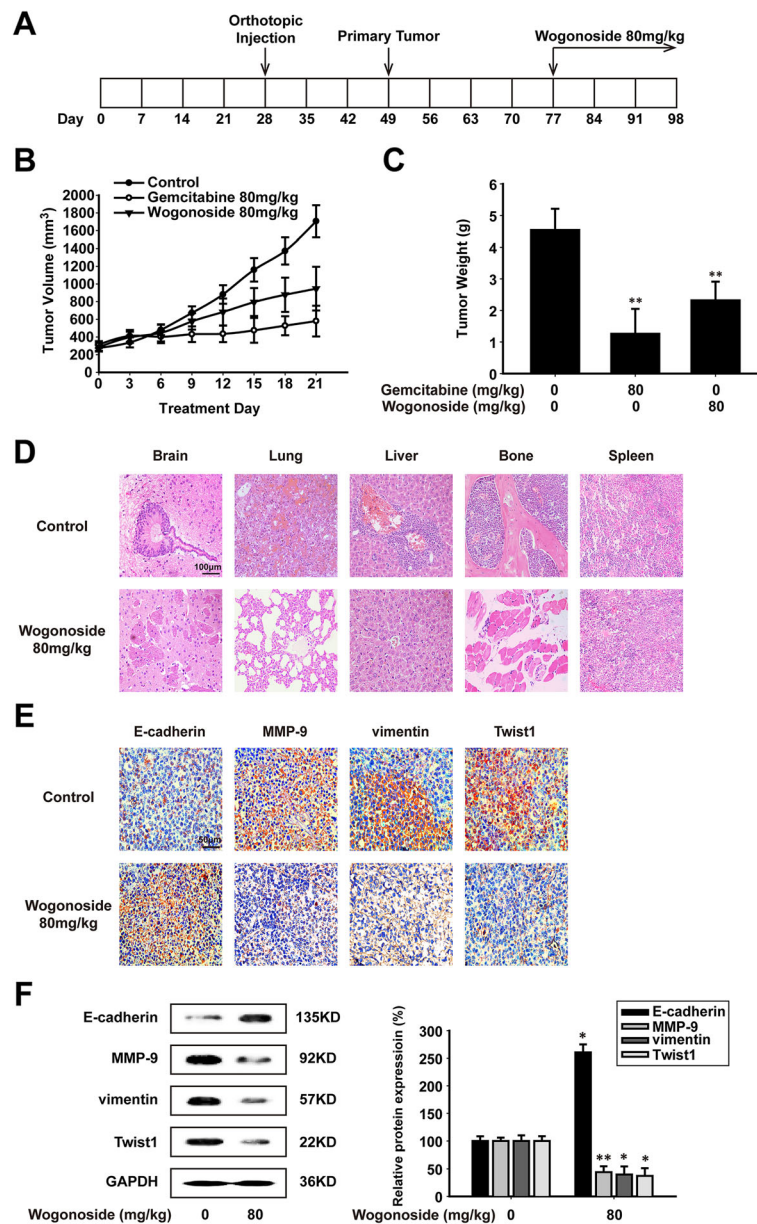 A
Orthotopic
Injection
Primary Tumor
Wogonoside 80mg/kg
Day 0 7 14 21 28 35 42 49 56 63 70 77 84 91 98
B
Control
Gemcitabine 80mg/kg
Wogonoside 80mg/kg
Tumor Volume (mm³)
2000
1800
1600
1400
1200
1000
800
600
400
200
0
0 3 6 9 12 15 18 21
Treatment Day
C
Tumor Weight (g)
6
5
4
3
2
1
0
**
**
Gemcitabine (mg/kg) 0 80 0
Wogonoside (mg/kg) 0 0 80
D
Brain Lung Liver Bone Spleen
Control
100μm
Wogonoside
80mg/kg
E
E-cadherin MMP-9 vimentin Twist1
Control
50μm
Wogonoside
80mg/kg
F
E-cadherin 135KD
MMP-9 92KD
vimentin 57KD
Twist1 22KD
GAPDH 36KD
Wogonoside (mg/kg) 0 80
E-cadherin
MMP-9
vimentin
Twist1
Relative protein expressioin (%)
300
250
200
150
100
50
0
*
** * *
0 80
Wogonoside (mg/kg)